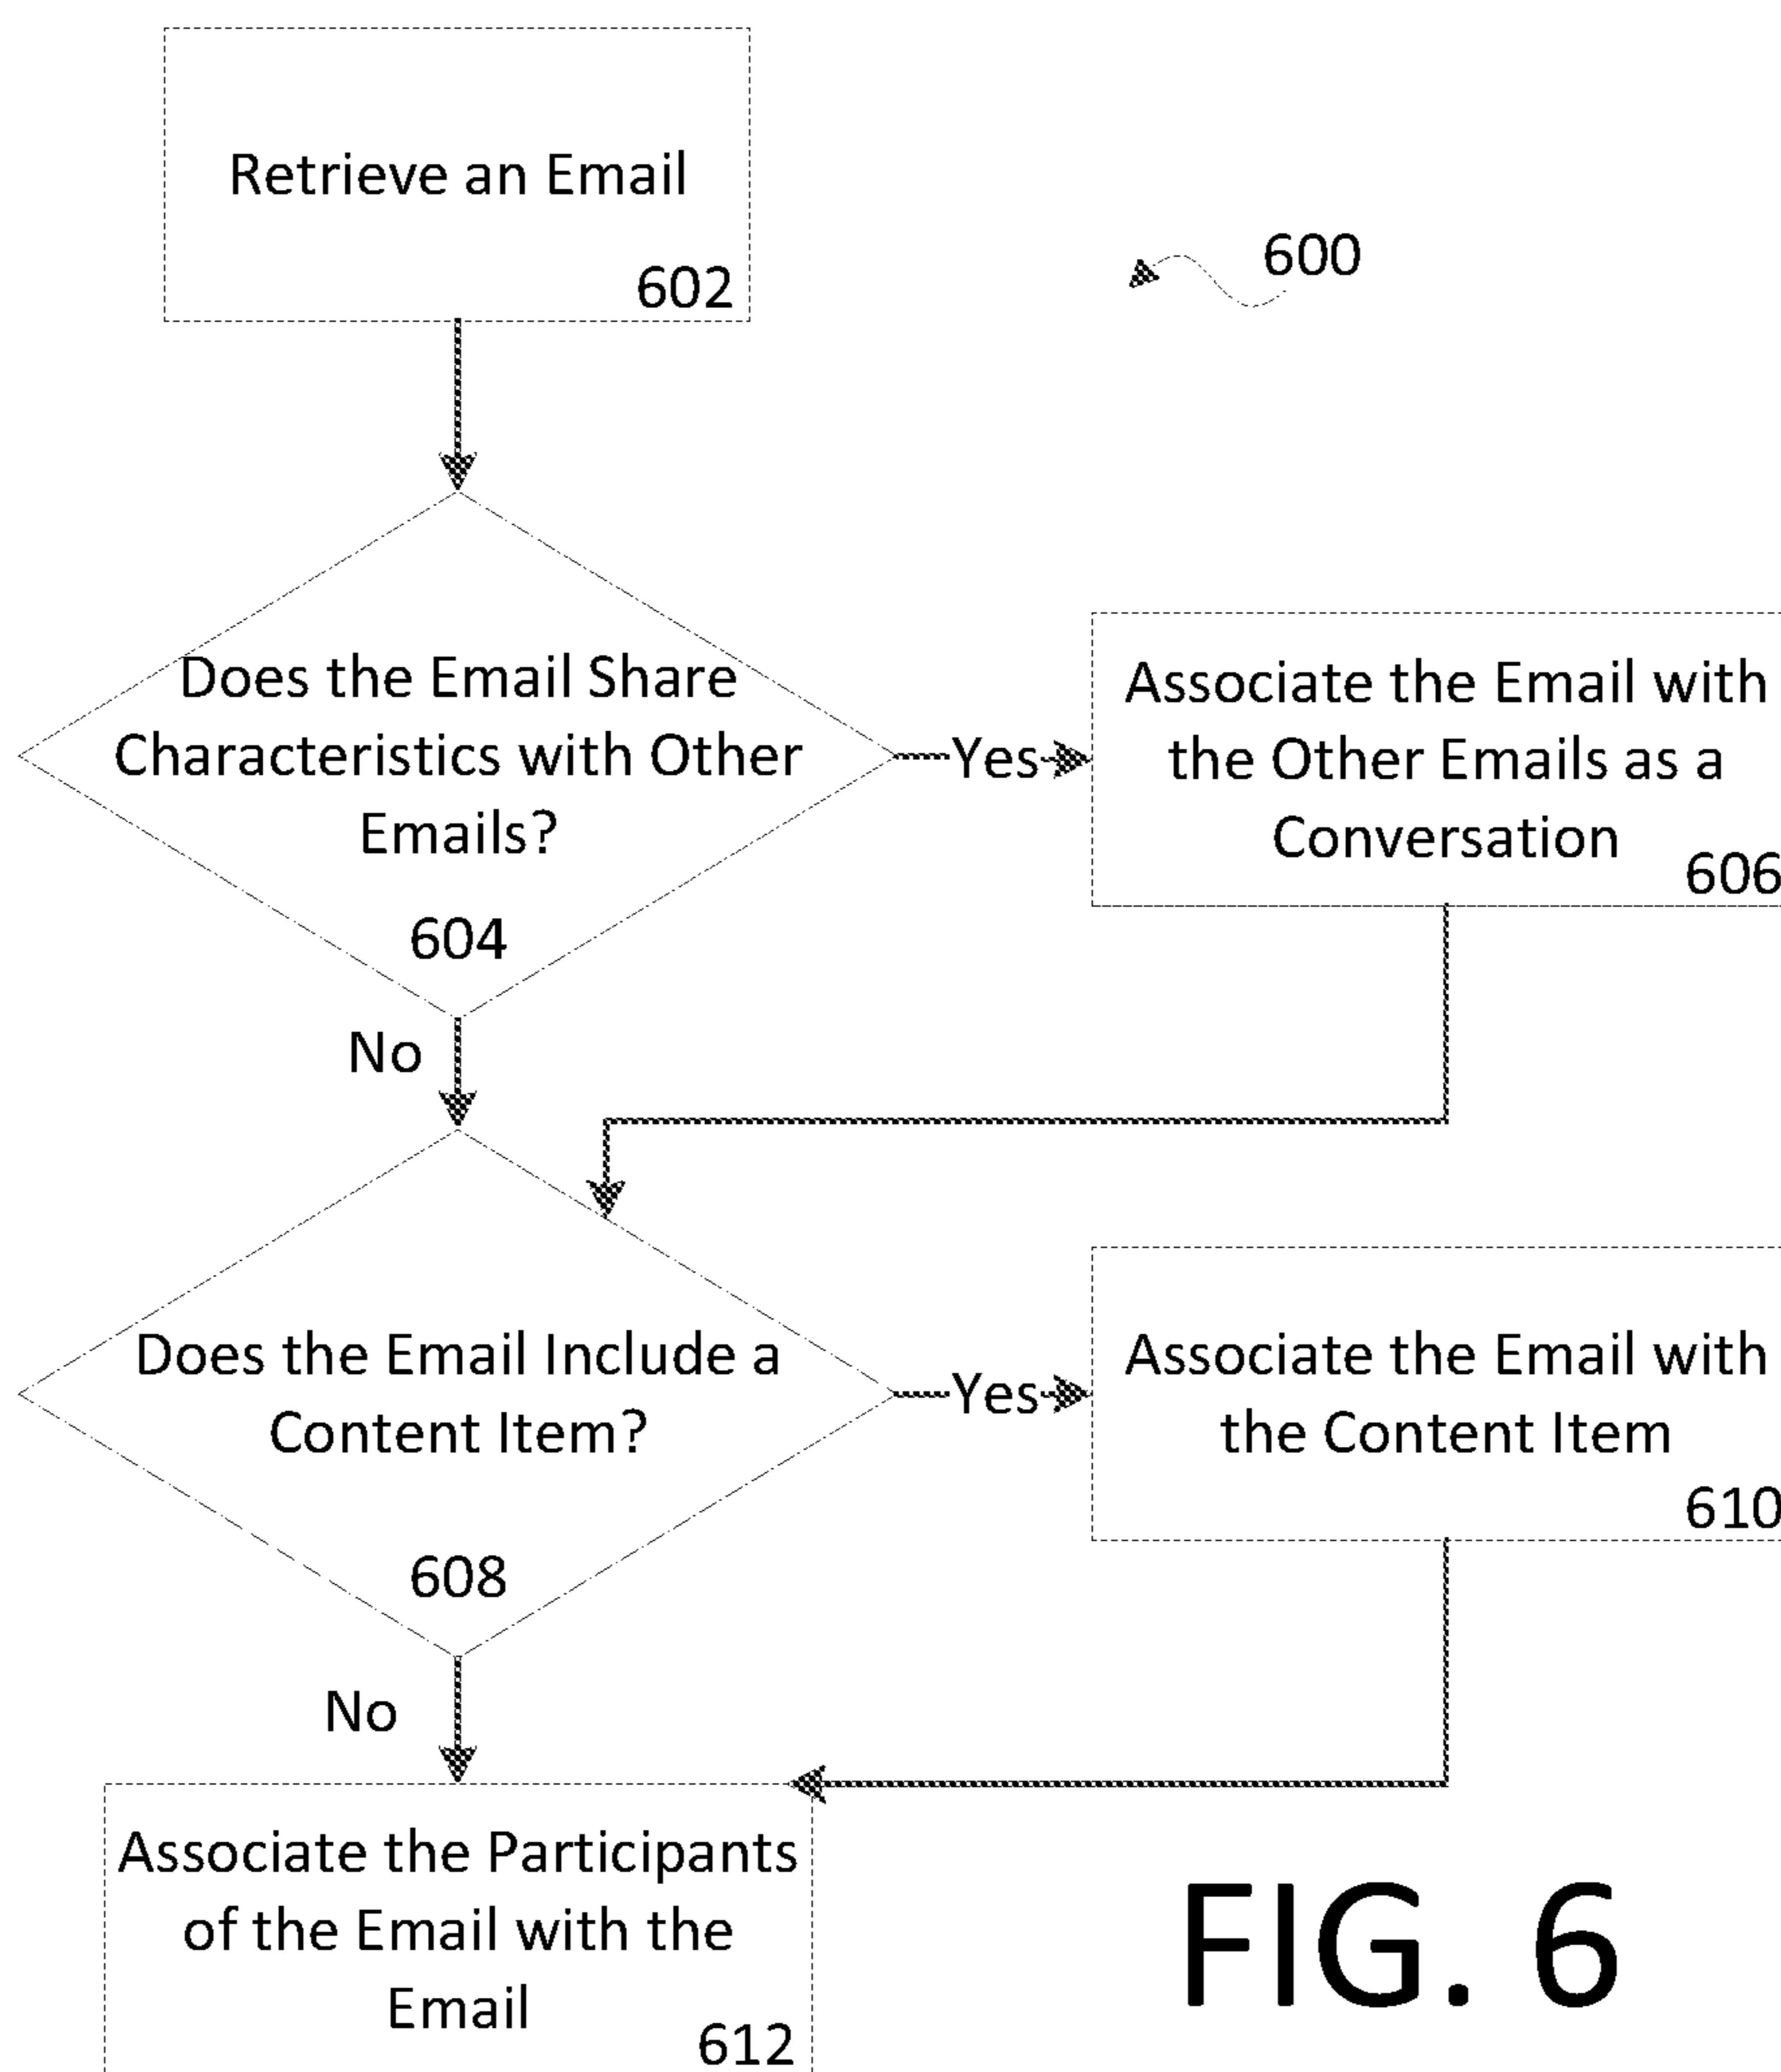 Retrieve an Email
602
600
Does the Email Share
Characteristics with Other
Emails?
604
Yes
Associate the Email with
the Other Emails as a
Conversation
606
No
Does the Email Include a
Content Item?
608
Yes
Associate the Email with
the Content Item
610
No
Associate the Participants
of the Email with the
Email
612
FIG. 6